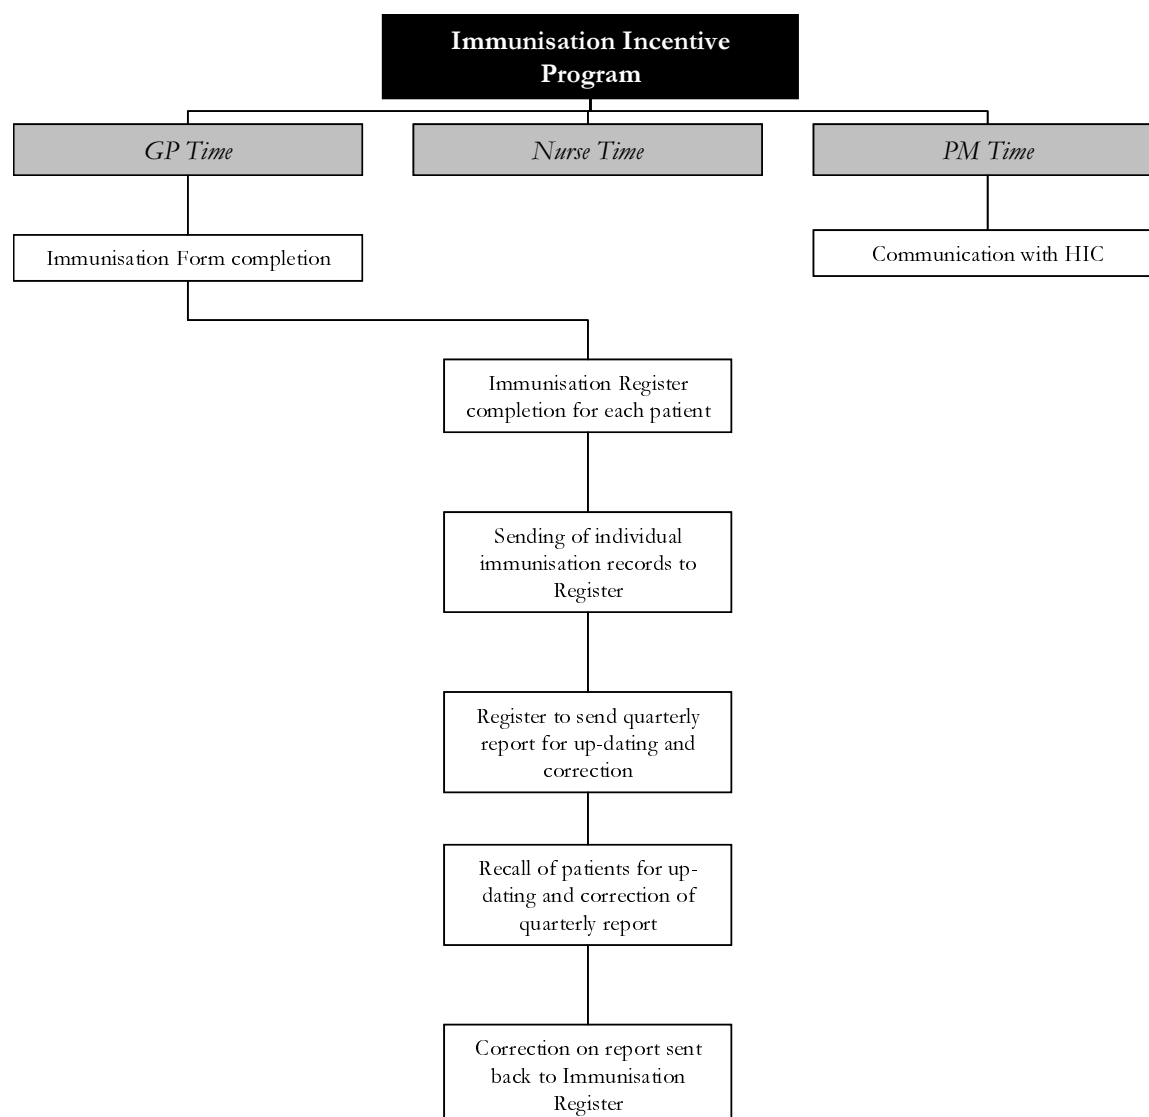 Immunisation Incentive
Program
GP Time
Nurse Time
PM Time
Immunisation Form completion
Communication with HIC
Immunisation Register
completion for each patient
Sending of individual
immunisation records to
Register
Register to send quarterly
report for up-dating and
correction
Recall of patients for up-
dating and correction of
quarterly report
Correction on report sent
back to Immunisation
Register